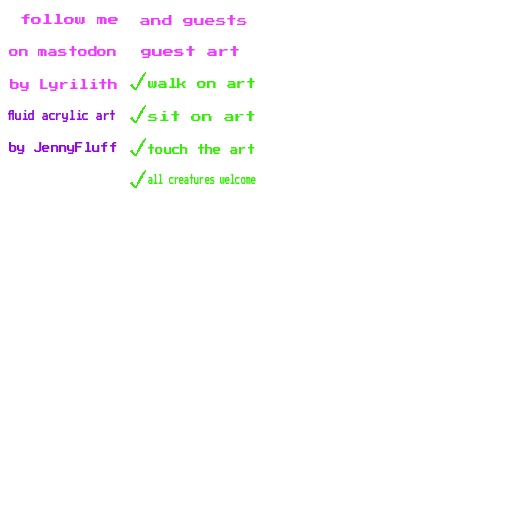 follow me
on mastodon
by Lyrilith
fluid acrylic art
by JennyFluff
and guests
guest art
✓walk on art
✓sit on art
✓touch the art
✓all creatures welcome